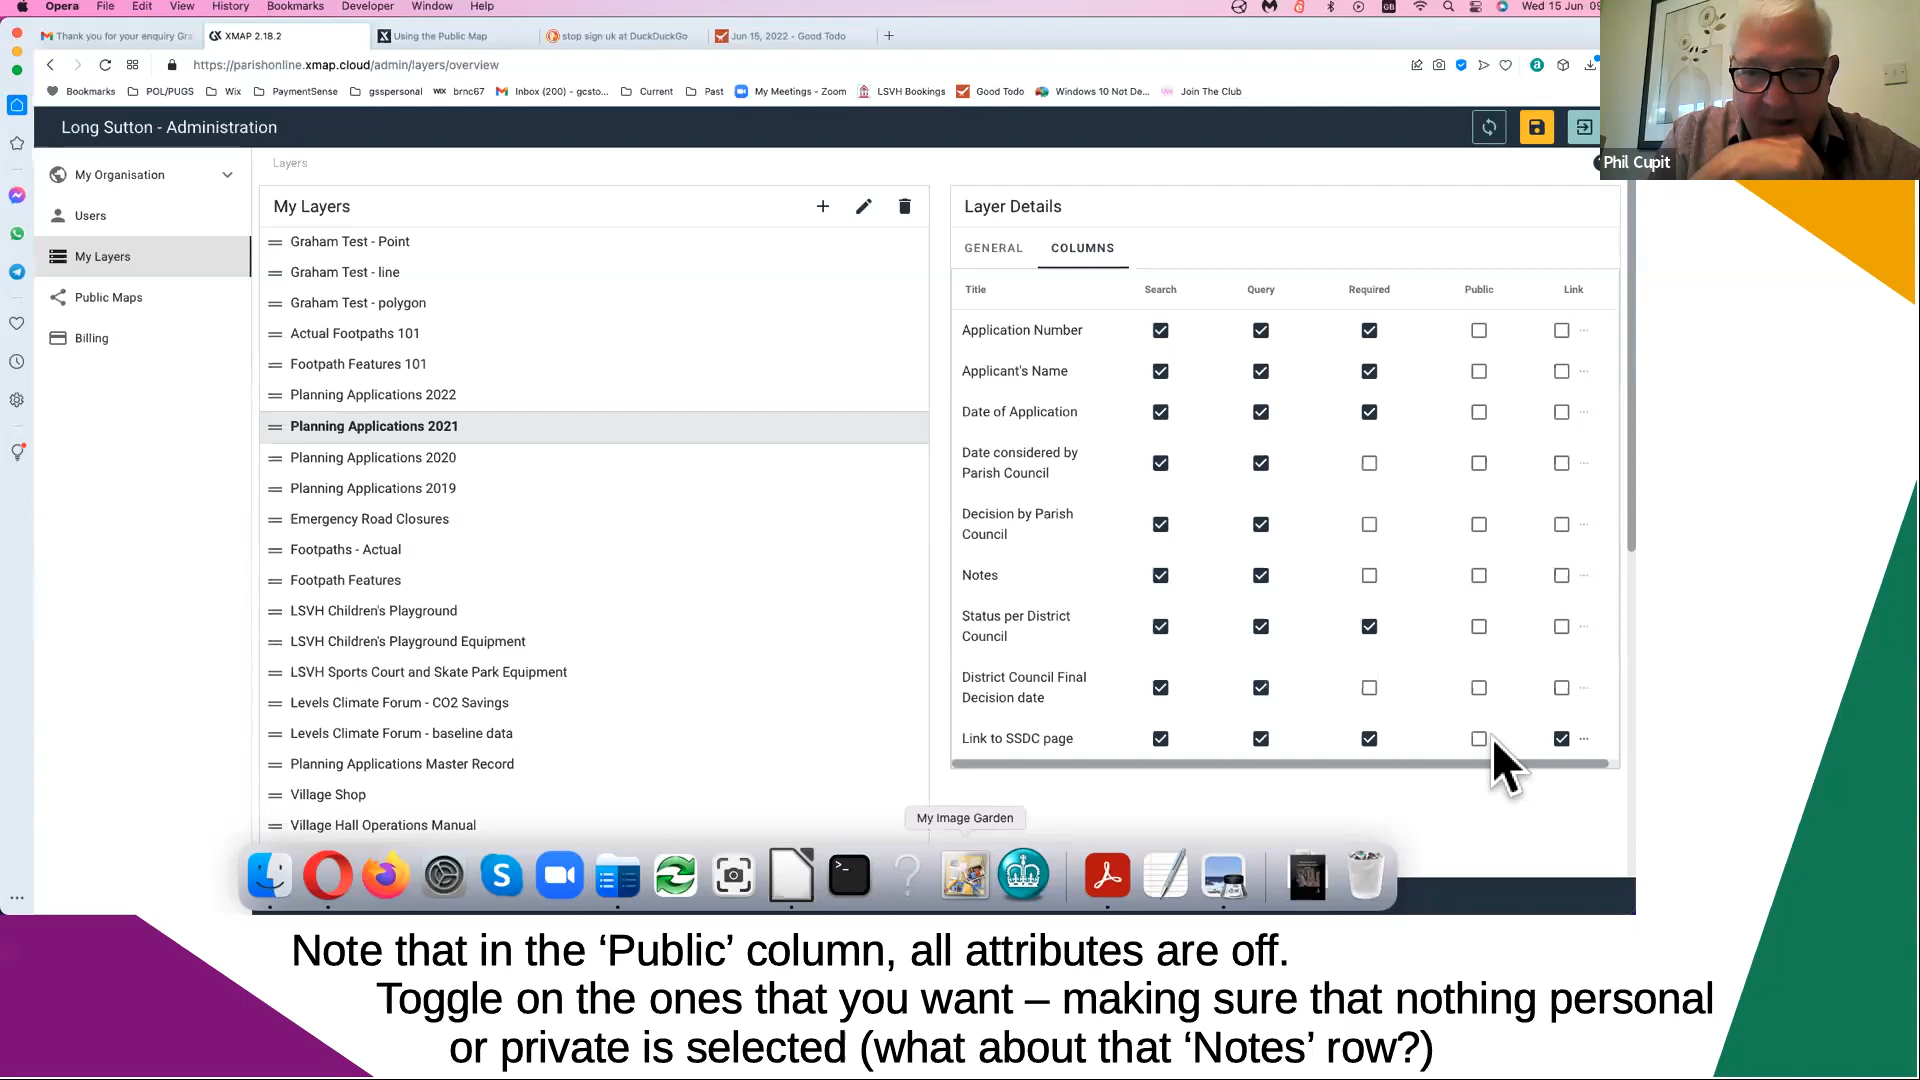 Opera File Edit View History Bookmarks Developer Window Help
GB
Wed 15 Jun
Thank you for your enquiry Gra
XMAP 2.18.2
Using the Public Map
stop sign uk at DuckDuckGo
Jun 15, 2022 - Good Todo
https://parishonline.xmap.cloud/admin/layers/overview
Bookmarks POL/PUGS Wix PaymentSense gsspersonal WIX brnc67 Inbox (200) - gcsto... Current Past My Meetings - Zoom LSVH Bookings Good Todo Windows 10 Not De... Join The Club
Long Sutton - Administration
Phil Cupit
My Organisation
Users
My Layers
Public Maps
Billing
Layers
My Layers
Graham Test - Point
Graham Test - line
Graham Test - polygon
Actual Footpaths 101
Footpath Features 101
Planning Applications 2022
Planning Applications 2021
Planning Applications 2020
Planning Applications 2019
Emergency Road Closures
Footpaths - Actual
Footpath Features
LSVH Children's Playground
LSVH Children's Playground Equipment
LSVH Sports Court and Skate Park Equipment
Levels Climate Forum - CO2 Savings
Levels Climate Forum - baseline data
Planning Applications Master Record
Village Shop
Village Hall Operations Manual
Layer Details
GENERAL COLUMNS
Title Search Query Required Public Link
Application Number
Applicant's Name
Date of Application
Date considered by
Parish Council
Decision by Parish
Council
Notes
Status per District
Council
District Council Final
Decision date
Link to SSDC page
My Image Garden
Note that in the ‘Public’ column, all attributes are off.
Toggle on the ones that you want – making sure that nothing personal
or private is selected (what about that ‘Notes’ row?)